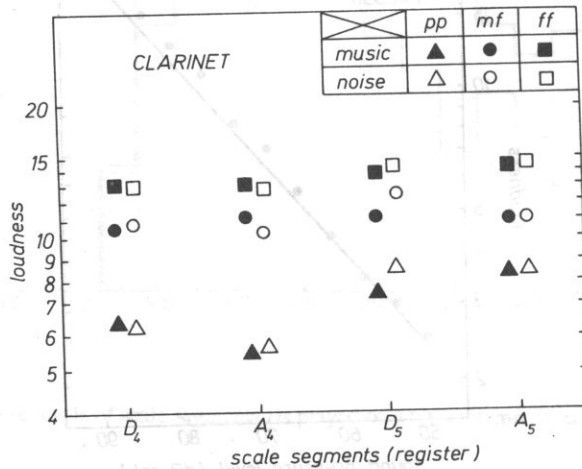 CLARINET
pp mf ff
music
noise
loudness
20
15
10
9
8
7
6
5
4
D4 A4 D5 A5
scale segments (register)